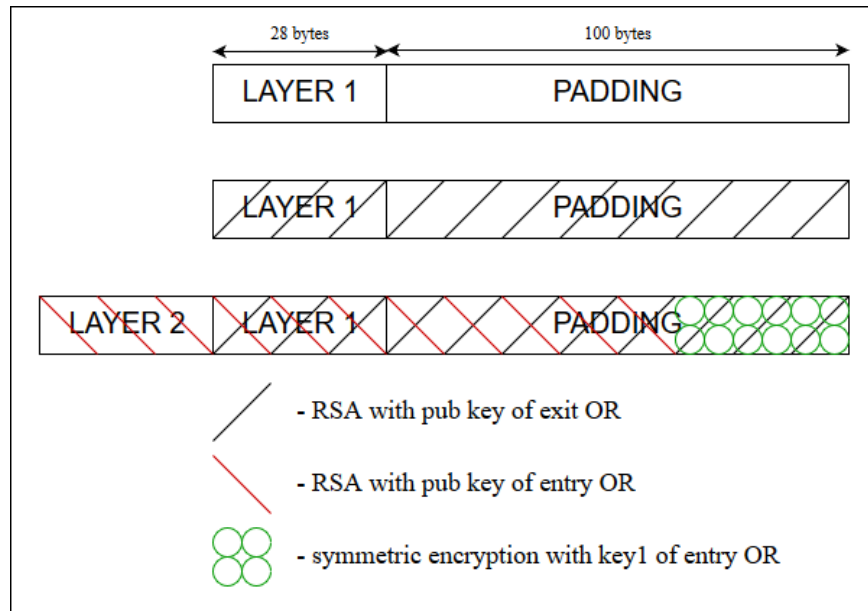 28 bytes 100 bytes
LAYER 1 PADDING
LAYER 1 PADDING
LAYER 2 LAYER 1 PADDING
- RSA with pub key of exit OR
- RSA with pub key of entry OR
- symmetric encryption with key1 of entry OR